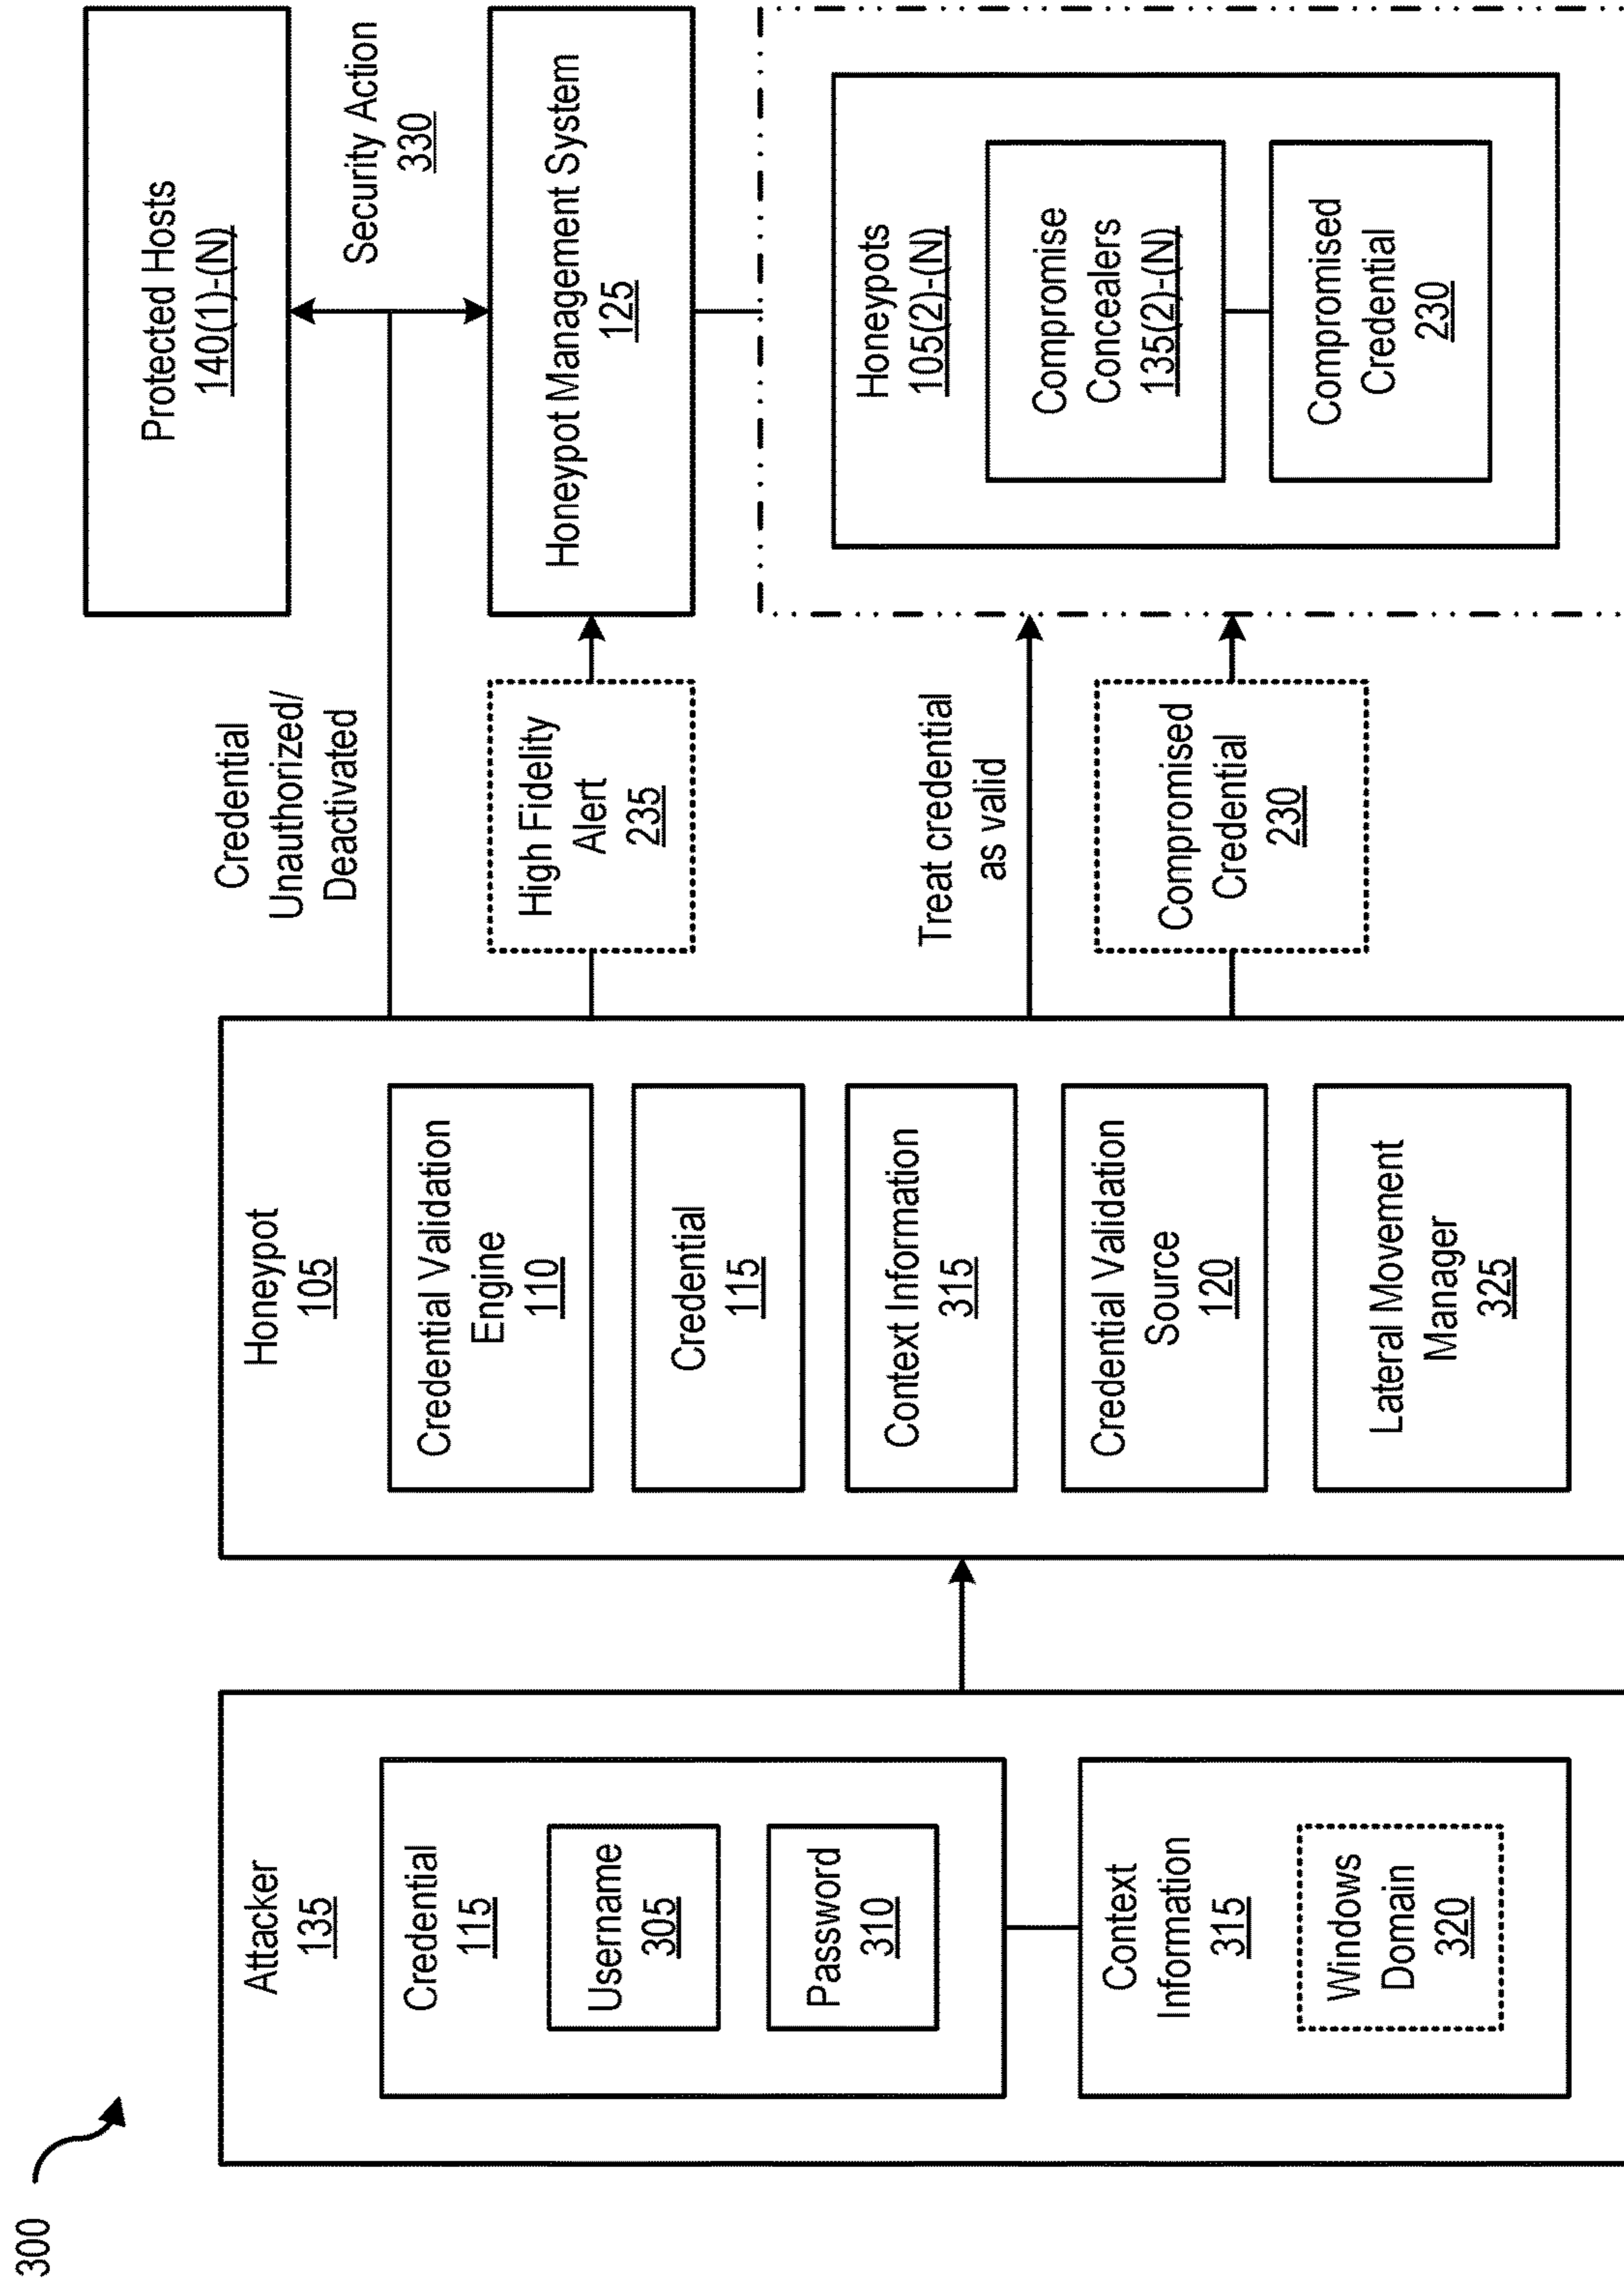 300
Attacker
135
Credential
115
Username
305
Password
310
Context
Information
315
Windows
Domain
320
Honeypot
105
Credential Validation
Engine
110
Credential
115
Context Information
315
Credential Validation
Source
120
Lateral Movement
Manager
325
Credential
Unauthorized/
Deactivated
High Fidelity
Alert
235
Treat credential
as valid
Compromised
Credential
230
Protected Hosts
140(1)-(N)
Security Action
330
Honeypot Management System
125
Honeypots
105(2)-(N)
Compromise
Concealers
135(2)-(N)
Compromised
Credential
230